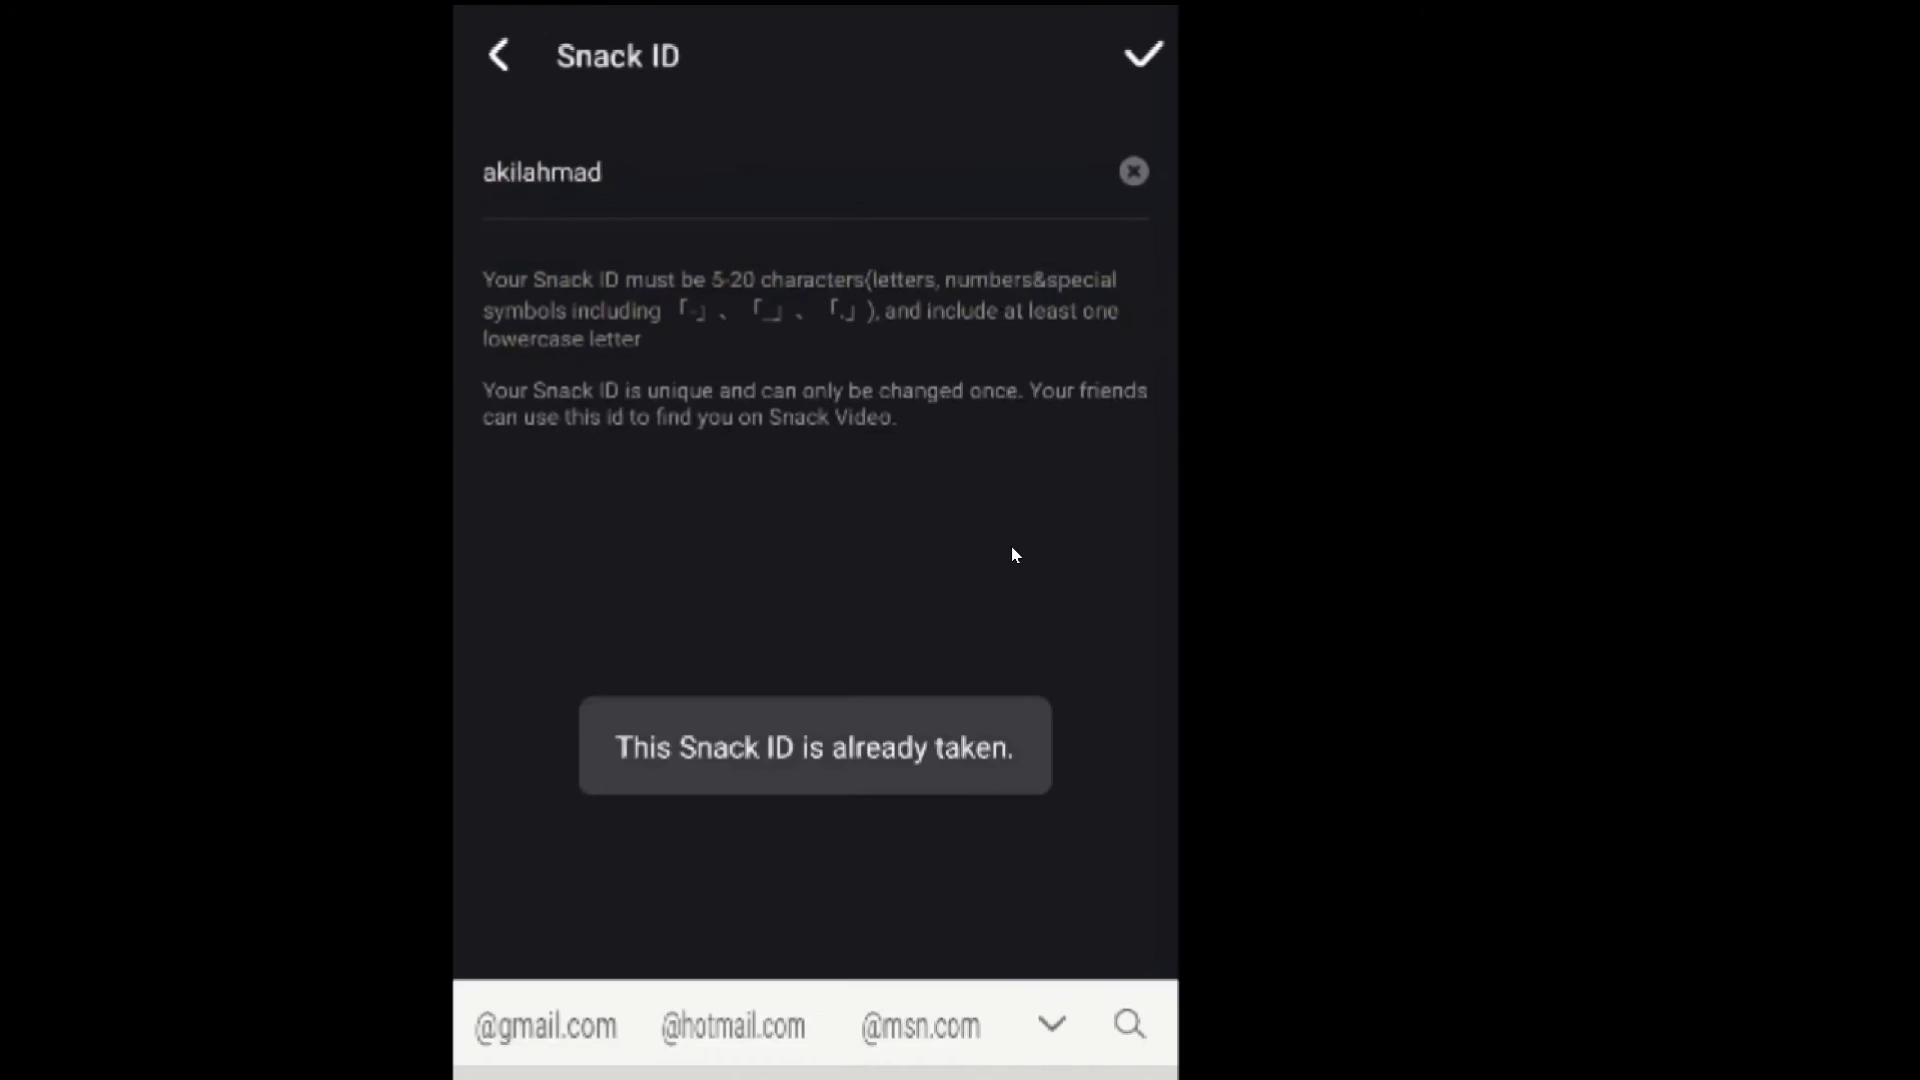 Snack ID
akilahmad
Your Snack ID must be 5-20 characters(letters, numbers&special
symbols including 「-」、「_」、「.」), and include at least one
lowercase letter
Your Snack ID is unique and can only be changed once. Your friends
can use this id to find you on Snack Video.
This Snack ID is already taken.
@gmail.com @hotmail.com @msn.com